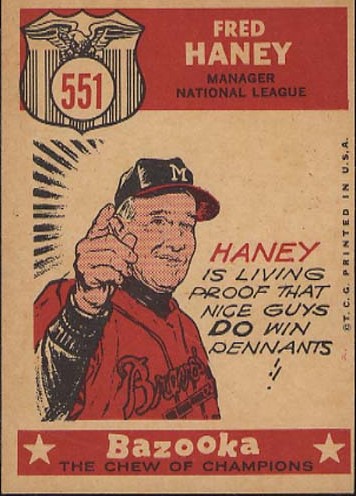 FRED
HANEY
551
MANAGER
NATIONAL LEAGUE
M
HANEY
IS LIVING
PROOF THAT
NICE GUYS
DO WIN
PENNANTS
!!
Braves
© T.C.G. PRINTED IN U.S.A.
Bazooka
THE CHEW OF CHAMPIONS